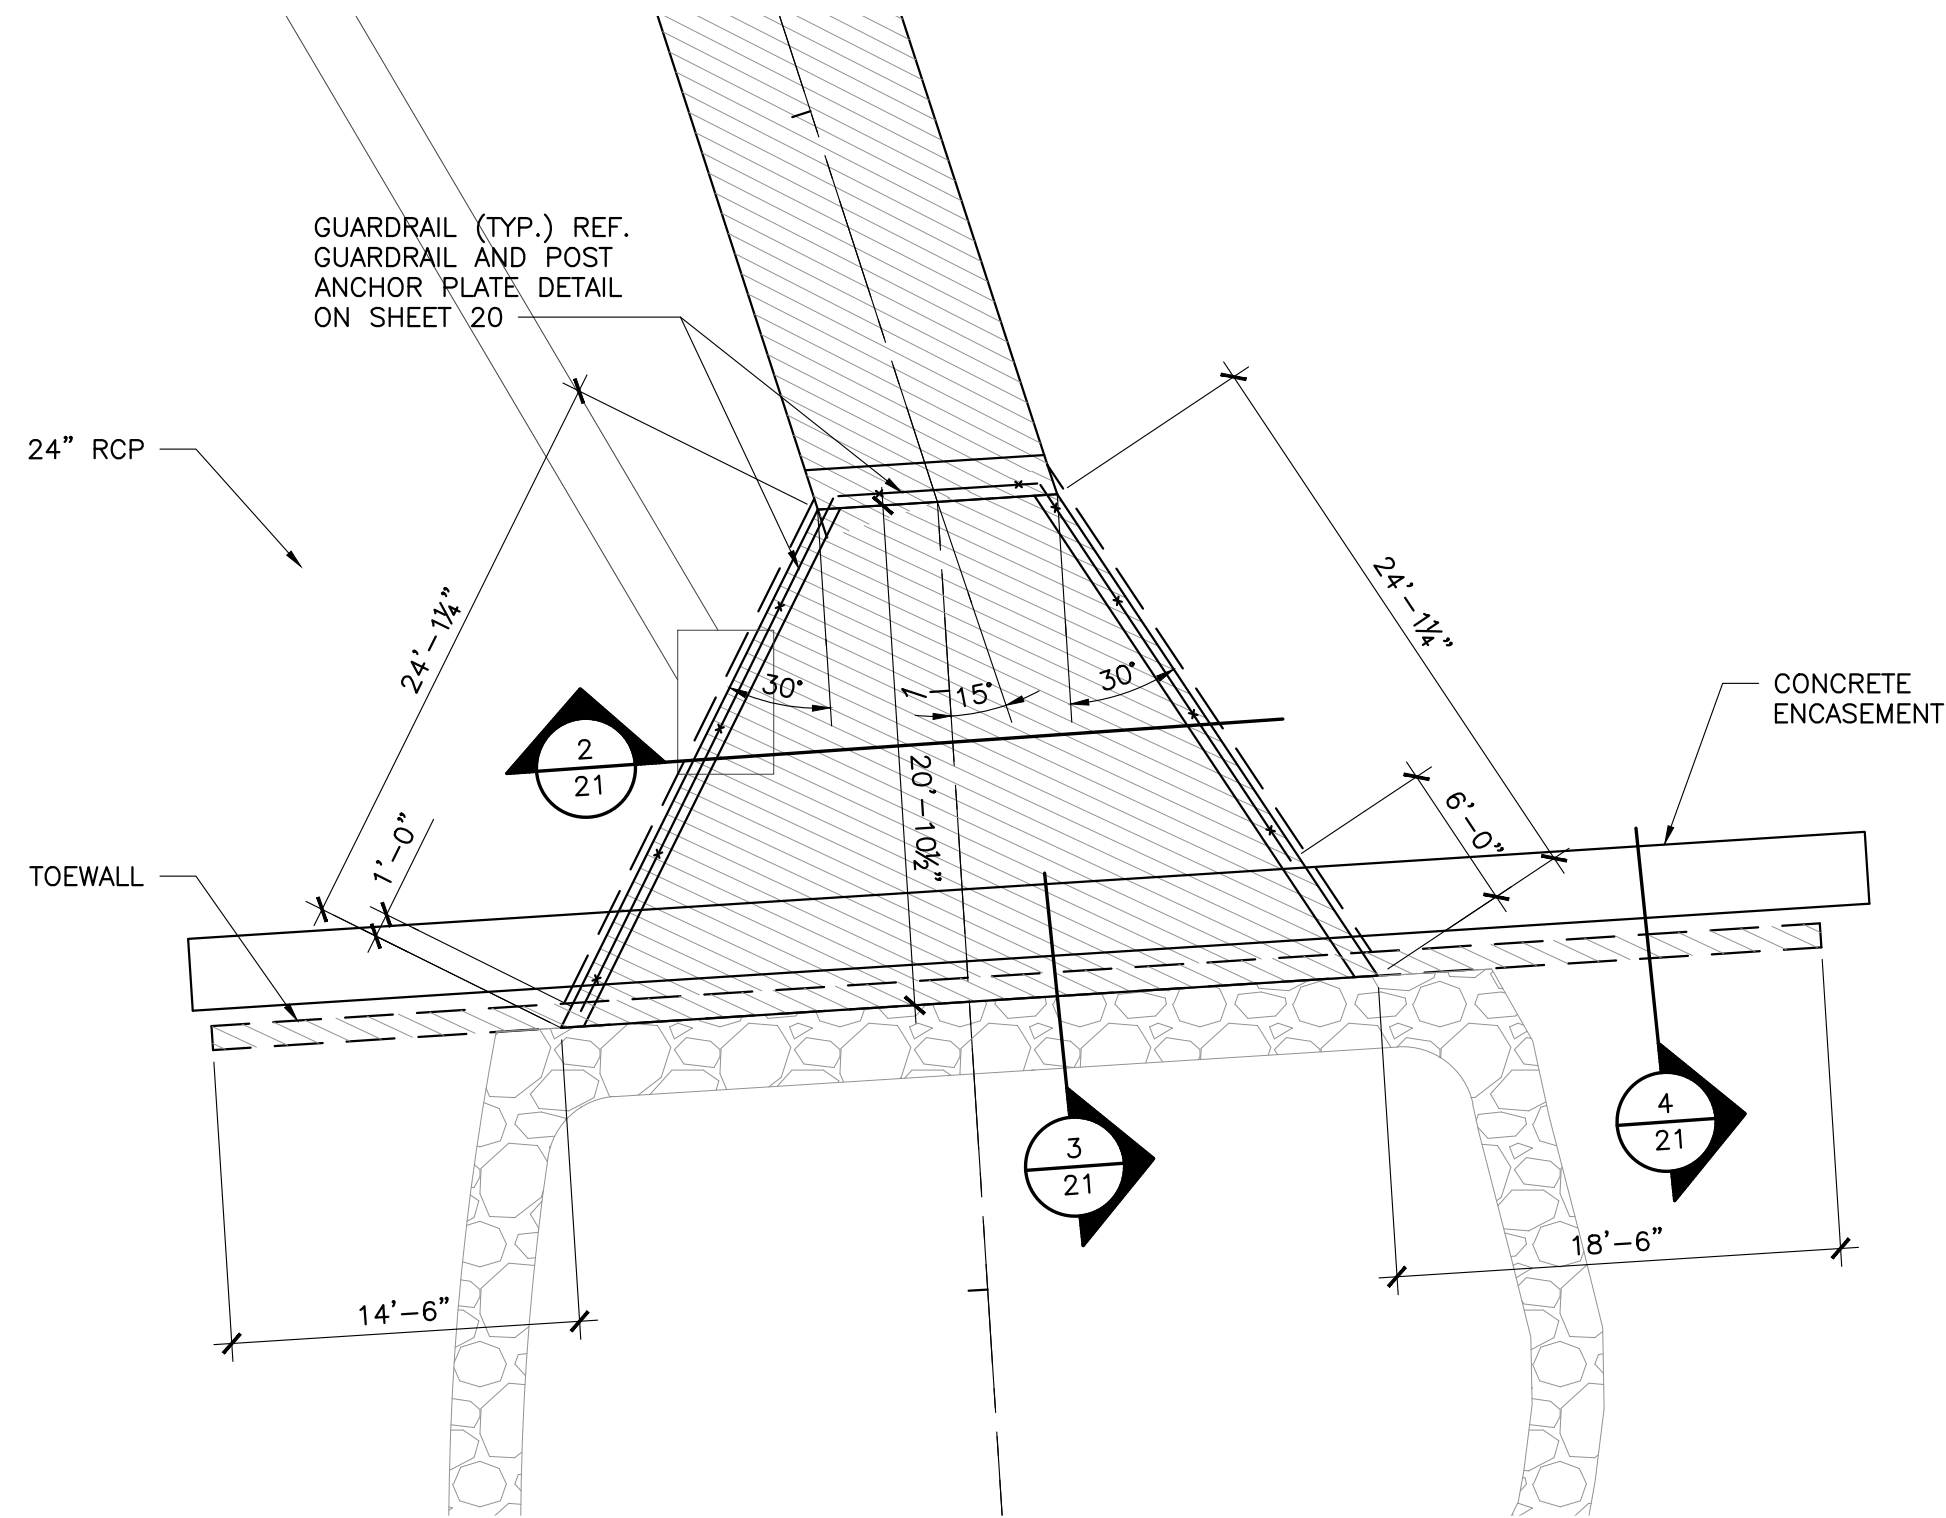 GUARDRAIL (TYP.) REF.
GUARDRAIL AND POST
ANCHOR PLATE DETAIL
ON SHEET 20
24” RCP
24’-1¼”
24’-1¼”
30°
15°
30°
CONCRETE
ENCASEMENT
2
21
20’-10½”
6’-0”
1’-0”
TOEWALL
3
21
4
21
18’-6”
14’-6”